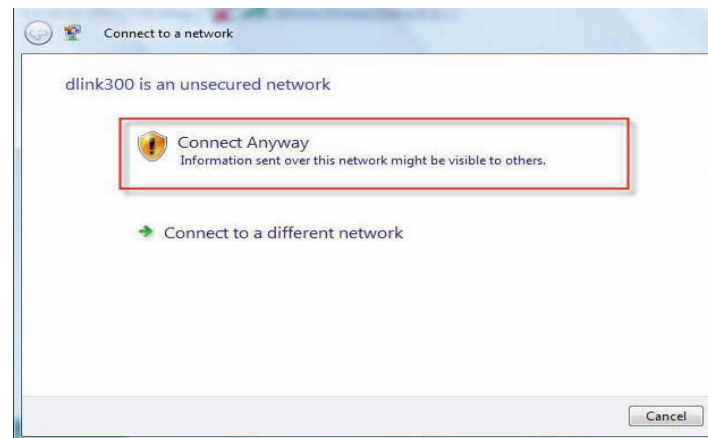 Connect to a network
dlink300 is an unsecured network
Connect Anyway
Information sent over this network might be visible to others.
Connect to a different network
Cancel